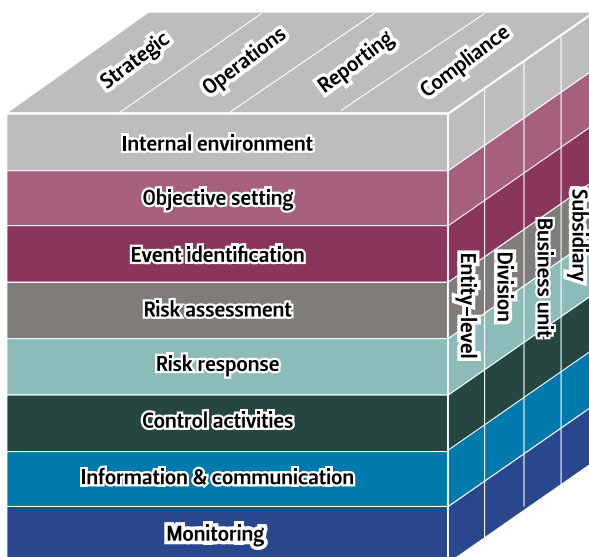 Strategic
Operations
Reporting
Compliance
Internal environment
Objective setting
Event identification
Risk assessment
Risk response
Control activities
Information & communication
Monitoring
Entity-level
Division
Business unit
Subsidiary